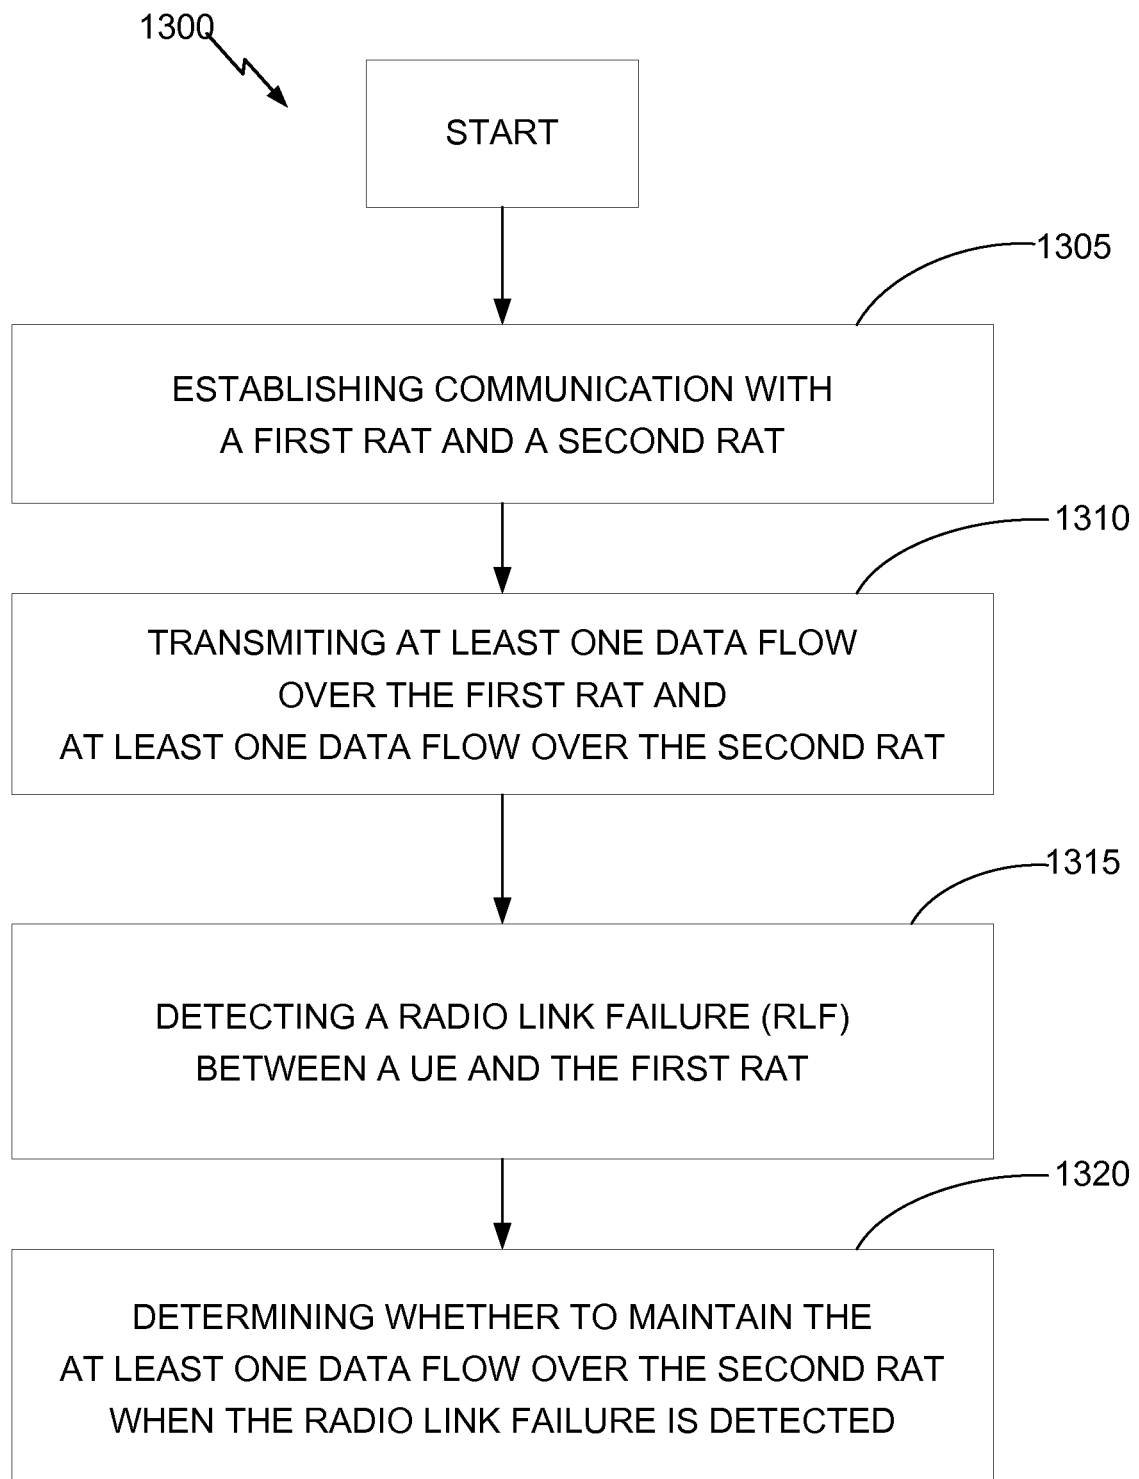 1300
START
1305
ESTABLISHING COMMUNICATION WITH
A FIRST RAT AND A SECOND RAT
1310
TRANSMITING AT LEAST ONE DATA FLOW
OVER THE FIRST RAT AND
AT LEAST ONE DATA FLOW OVER THE SECOND RAT
1315
DETECTING A RADIO LINK FAILURE (RLF)
BETWEEN A UE AND THE FIRST RAT
1320
DETERMINING WHETHER TO MAINTAIN THE
AT LEAST ONE DATA FLOW OVER THE SECOND RAT
WHEN THE RADIO LINK FAILURE IS DETECTED